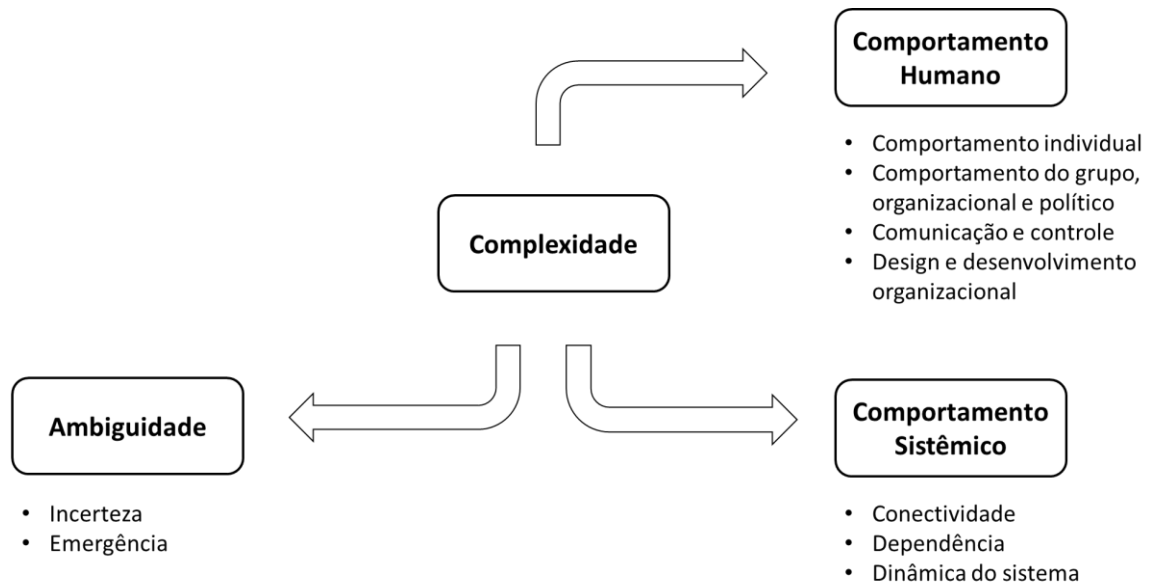 Comportamento
Humano
• Comportamento individual
• Comportamento do grupo,
organizacional e político
• Comunicação e controle
• Design e desenvolvimento
organizacional
Complexidade
Ambiguidade
• Incerteza
• Emergência
Comportamento
Sistêmico
• Conectividade
• Dependência
• Dinâmica do sistema